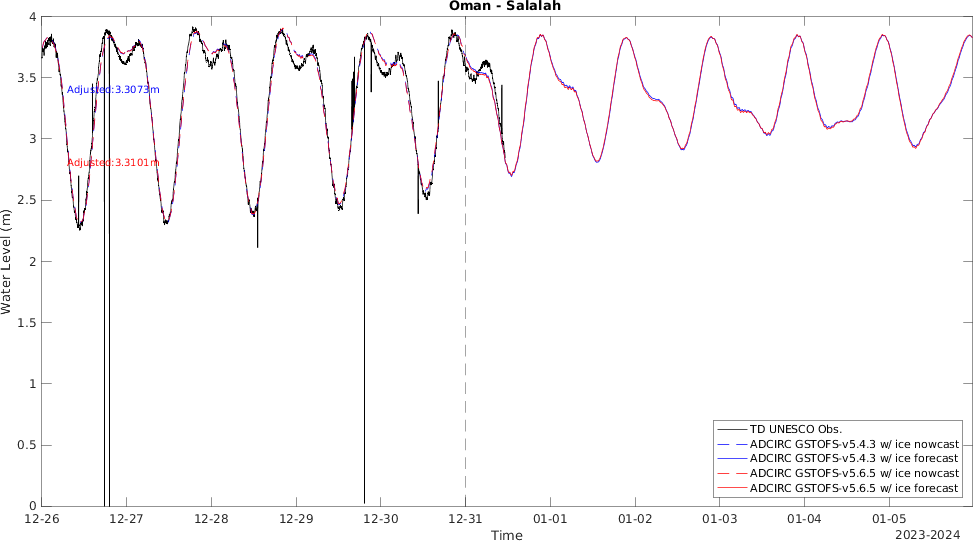 Oman - Salalah
4
3.5
3
2.5
2
1.5
1
0.5
0
Water Level (m)
Adjusted:3.3073m
Adjusted:3.3101m
TD UNESCO Obs.
ADCIRC GSTOFS-v5.4.3 w/ ice nowcast
ADCIRC GSTOFS-v5.4.3 w/ ice forecast
ADCIRC GSTOFS-v5.6.5 w/ ice nowcast
ADCIRC GSTOFS-v5.6.5 w/ ice forecast
12-26 12-27 12-28 12-29 12-30 12-31 01-01 01-02 01-03 01-04 01-05
Time
2023-2024